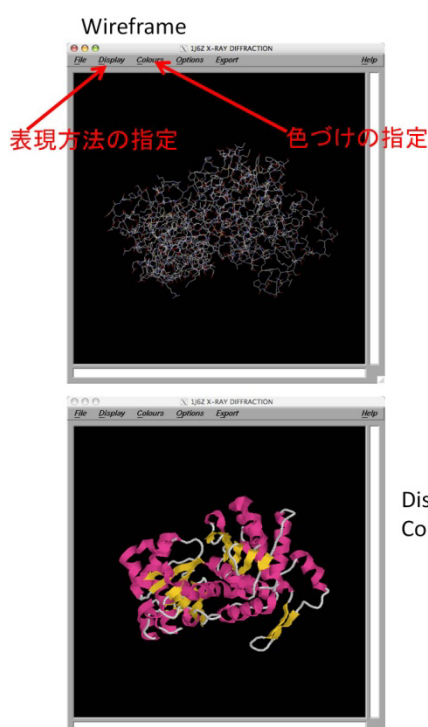 Wireframe
1J6Z X-RAY DIFFRACTION
File Display Colours Options Export Help
表現方法の指定 色づけの指定
1J6Z X-RAY DIFFRACTION
File Display Colours Options Export Help
Dis
Co